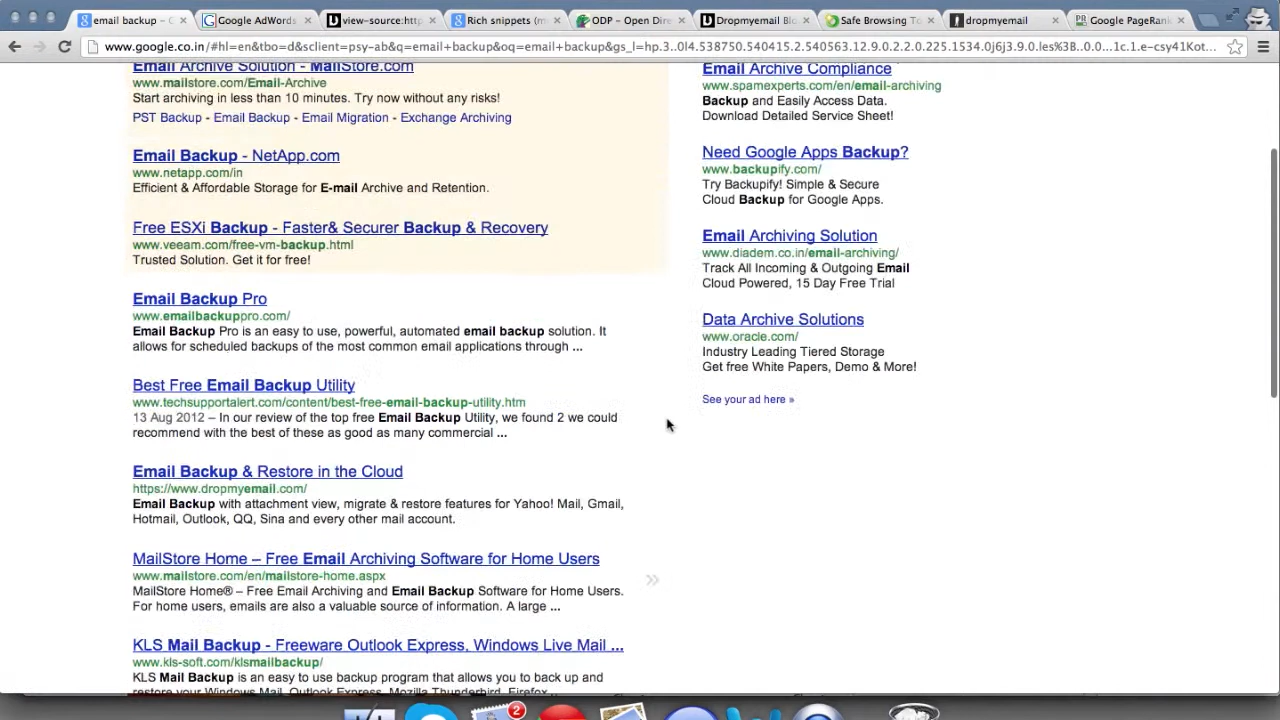 email backup - G
Google AdWords
view-source:http
Rich snippets (m
ODP - Open Dire
Dropmyemail Blo
Safe Browsing To
dropmyemail
Google PageRank
www.google.co.in/#hl=en&tbo=d&sclient=psy-ab&q=email+backup&oq=email+backup&gs_l=hp.3..0l4.538750.540415.2.540563.12.9.0.2.2.0.225.1534.0j6j3.9.0.les%3B..0.0...1c.1.e-csy41Kot...
Email Archive Solution - MailStore.com
www.mailstore.com/Email-Archive
Start archiving in less than 10 minutes. Try now without any risks!
PST Backup - Email Backup - Email Migration - Exchange Archiving
Email Backup - NetApp.com
www.netapp.com/in
Efficient & Affordable Storage for E-mail Archive and Retention.
Free ESXi Backup - Faster& Securer Backup & Recovery
www.veeam.com/free-vm-backup.html
Trusted Solution. Get it for free!
Email Backup Pro
www.emailbackuppro.com/
Email Backup Pro is an easy to use, powerful, automated email backup solution. It
allows for scheduled backups of the most common email applications through ...
Best Free Email Backup Utility
www.techsupportalert.com/content/best-free-email-backup-utility.htm
13 Aug 2012 – In our review of the top free Email Backup Utility, we found 2 we could
recommend with the best of these as good as many commercial ...
Email Backup & Restore in the Cloud
https://www.dropmyemail.com/
Email Backup with attachment view, migrate & restore features for Yahoo! Mail, Gmail,
Hotmail, Outlook, QQ, Sina and every other mail account.
MailStore Home – Free Email Archiving Software for Home Users
www.mailstore.com/en/mailstore-home.aspx
MailStore Home® – Free Email Archiving and Email Backup Software for Home Users.
For home users, emails are also a valuable source of information. A large ...
KLS Mail Backup - Freeware Outlook Express, Windows Live Mail ...
www.kls-soft.com/klsmailbackup/
KLS Mail Backup is an easy to use backup program that allows you to back up and
restore your Windows Mail, Outlook Express, Mozilla Thunderbird, Firefox
Email Archive Compliance
www.spamexperts.com/en/email-archiving
Backup and Easily Access Data.
Download Detailed Service Sheet!
Need Google Apps Backup?
www.backupify.com/
Try Backupify! Simple & Secure
Cloud Backup for Google Apps.
Email Archiving Solution
www.diadem.co.in/email-archiving/
Track All Incoming & Outgoing Email
Cloud Powered, 15 Day Free Trial
Data Archive Solutions
www.oracle.com/
Industry Leading Tiered Storage
Get free White Papers, Demo & More!
See your ad here »
2